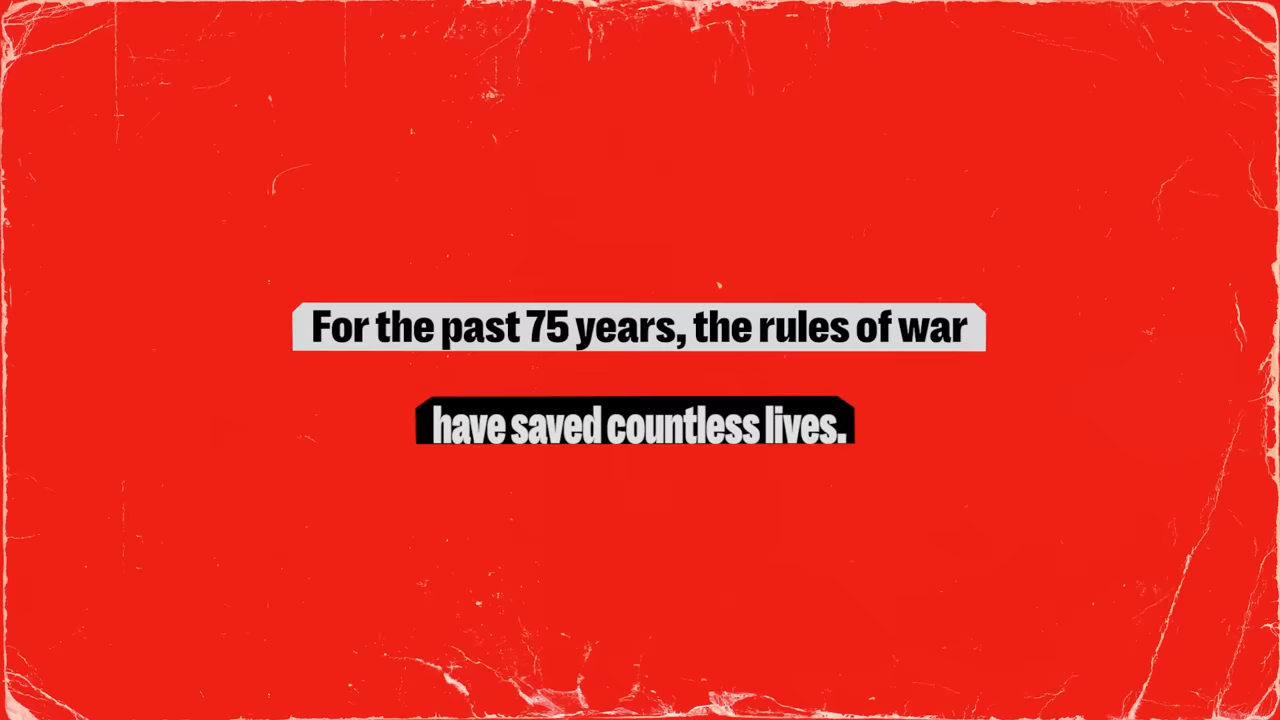 For the past 75 years, the rules of war
have saved countless lives.